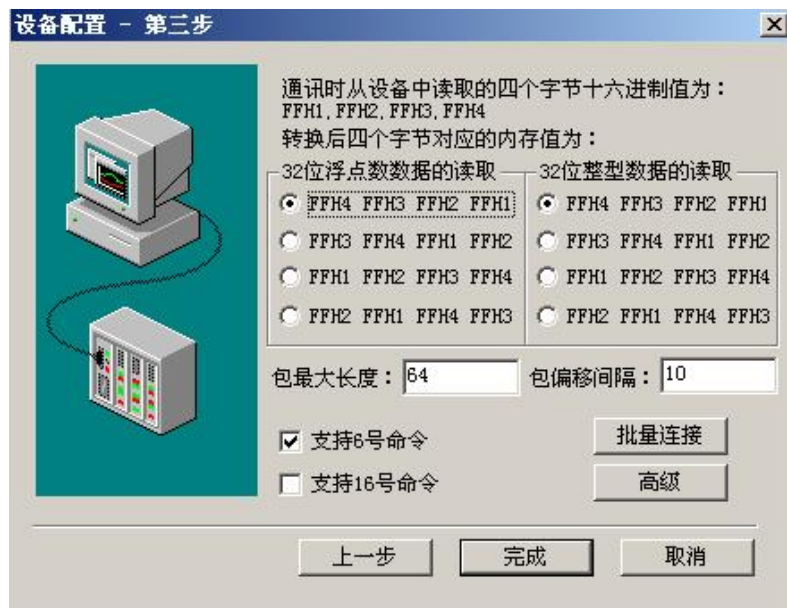 设备配置 - 第三步
通讯时从设备中读取的四个字节十六进制值为：
FFH1,FFH2,FFH3,FFH4
转换后四个字节对应的内存值为：
32位浮点数数据的读取 32位整型数据的读取
FFH4 FFH3 FFH2 FFH1 FFH4 FFH3 FFH2 FFH1
FFH3 FFH4 FFH1 FFH2 FFH3 FFH4 FFH1 FFH2
FFH1 FFH2 FFH3 FFH4 FFH1 FFH2 FFH3 FFH4
FFH2 FFH1 FFH4 FFH3 FFH2 FFH1 FFH4 FFH3
包最大长度：64 包偏移间隔：10
支持6号命令 批量连接
支持16号命令 高级
上一步 完成 取消